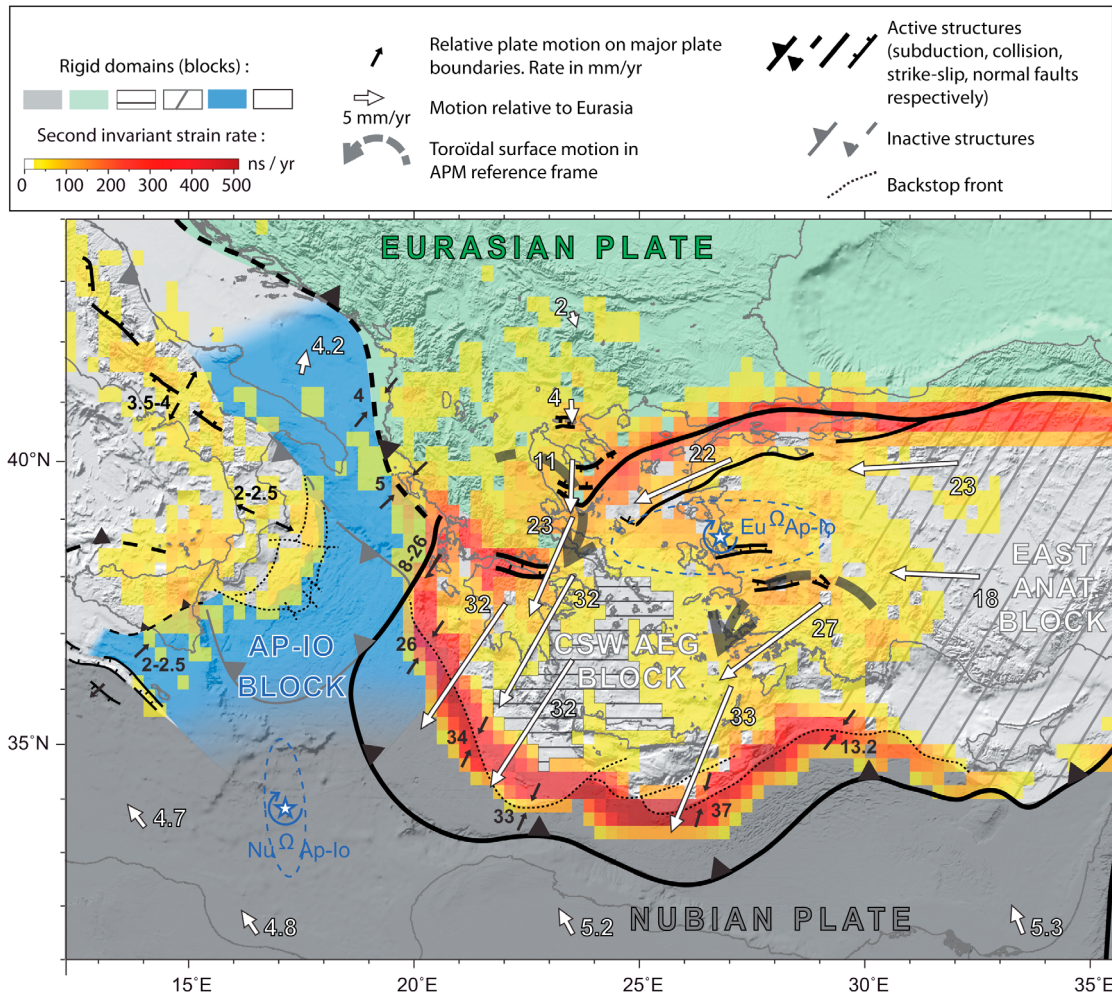 Rigid domains (blocks) :
Second invariant strain rate :
ns / yr
0 100 200 300 400 500
Relative plate motion on major plate
boundaries. Rate in mm/yr
Motion relative to Eurasia
5 mm/yr
Toroïdal surface motion in
APM reference frame
Active structures
(subduction, collision,
strike-slip, normal faults
respectively)
Inactive structures
Backstop front
EURASIAN PLATE
2
4.2
4
4
3.5-4
40˚N
11
22
23
5
2-2.5
23
Eu Ω Ap-Io
8-26
EAST
ANAT.
BLOCK
18
32
32
27
CSW AEG
BLOCK
26
AP-IO
BLOCK
2-2.5
32
33
35˚N
34
13.2
33
37
4.7
Nu Ω Ap-Io
NUBIAN PLATE
4.8
5.2
5.3
15˚E 20˚E 25˚E 30˚E 35˚E